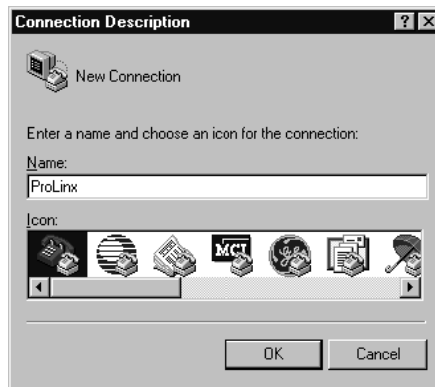 Connection Description
New Connection
Enter a name and choose an icon for the connection:
Name:
ProLinx
Icon:
MCI
OK
Cancel